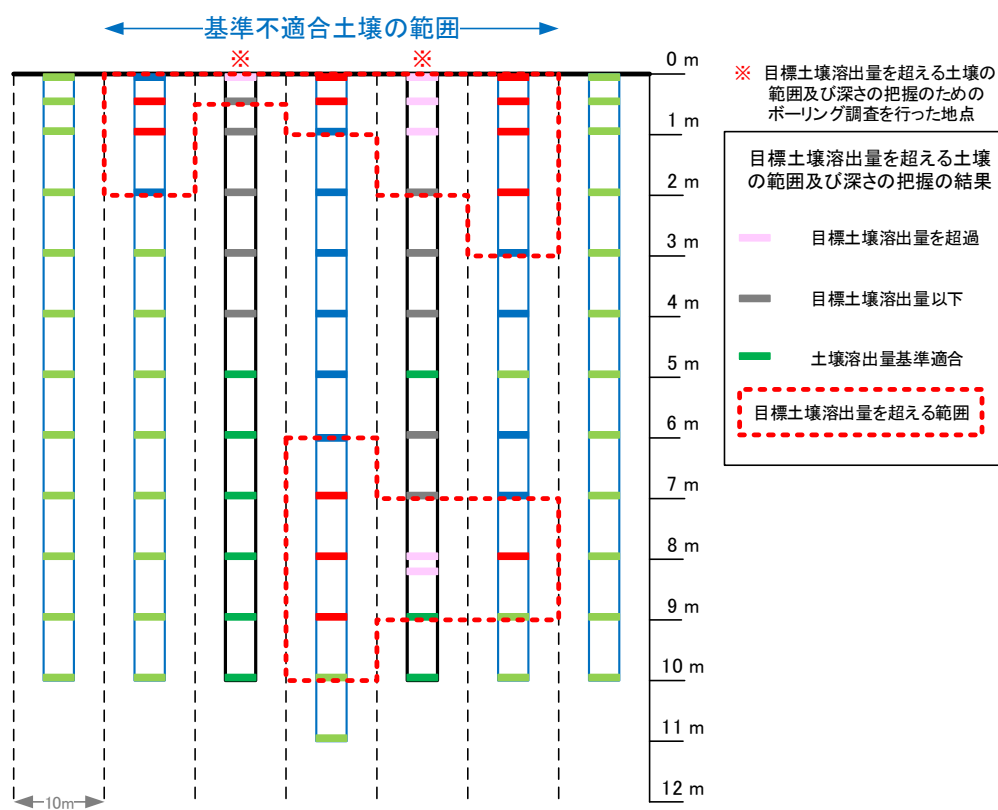 基準不適合土壌の範囲
※
※
0 m
1 m
2 m
3 m
4 m
5 m
6 m
7 m
8 m
9 m
10 m
11 m
12 m
10m
※ 目標土壌溶出量を超える土壌の
範囲及び深さの把握のための
ボーリング調査を行った地点
目標土壌溶出量を超える土壌
の範囲及び深さの把握の結果
目標土壌溶出量を超過
目標土壌溶出量以下
土壌溶出量基準適合
目標土壌溶出量を超える範囲